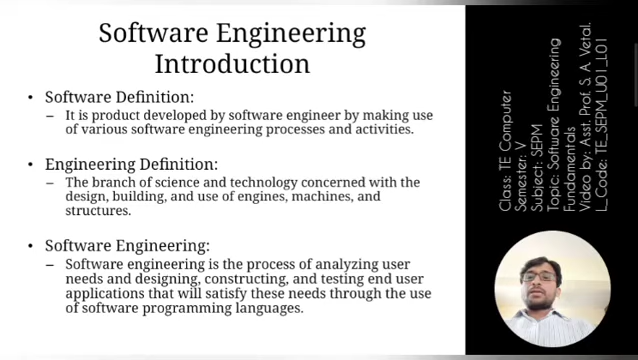 Software Engineering
Introduction
• Software Definition:
– It is product developed by software engineer by making use
of various software engineering processes and activities.
• Engineering Definition:
– The branch of science and technology concerned with the
design, building, and use of engines, machines, and
structures.
• Software Engineering:
– Software engineering is the process of analyzing user
needs and designing, constructing, and testing end user
applications that will satisfy these needs through the use
of software programming languages.
Class: TE Computer
Semester: V
Subject: SEPM
Topic: Software Engineering
Fundamentals
Video by: Asst. Prof. S. A. Vetal.
L_Code: TE_SEPM_U01_L01